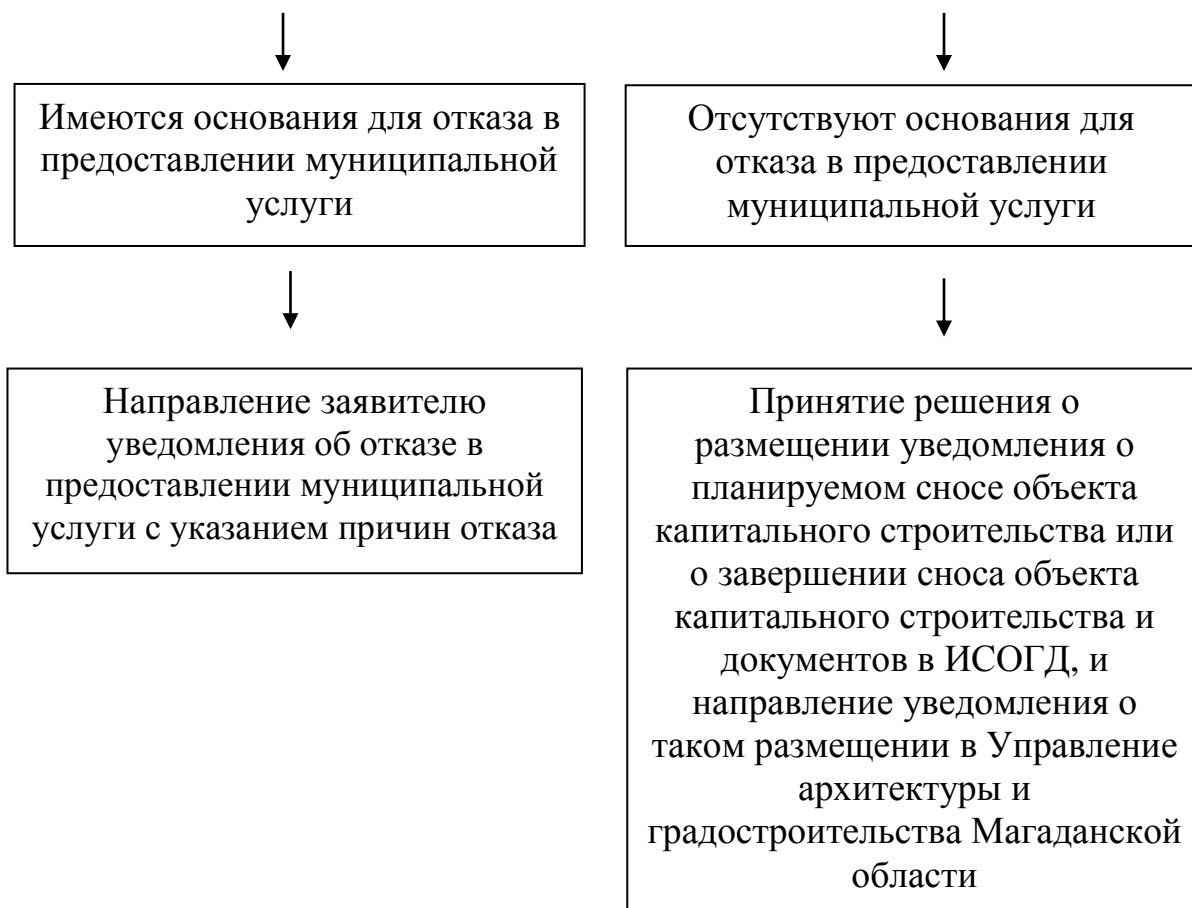 Имеются основания для отказа в
предоставлении муниципальной
услуги
Отсутствуют основания для
отказа в предоставлении
муниципальной услуги
Направление заявителю
уведомления об отказе в
предоставлении муниципальной
услуги с указанием причин отказа
Принятие решения о
размещении уведомления о
планируемом сносе объекта
капитального строительства или
о завершении сноса объекта
капитального строительства и
документов в ИСОГД, и
направление уведомления о
таком размещении в Управление
архитектуры и
градостроительства Магаданской
области